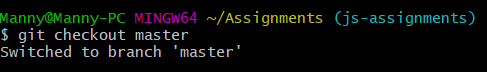 Manny@Manny-PC MINGW64 ~/Assignments (js-assignments)
$ git checkout master
Switched to branch 'master'